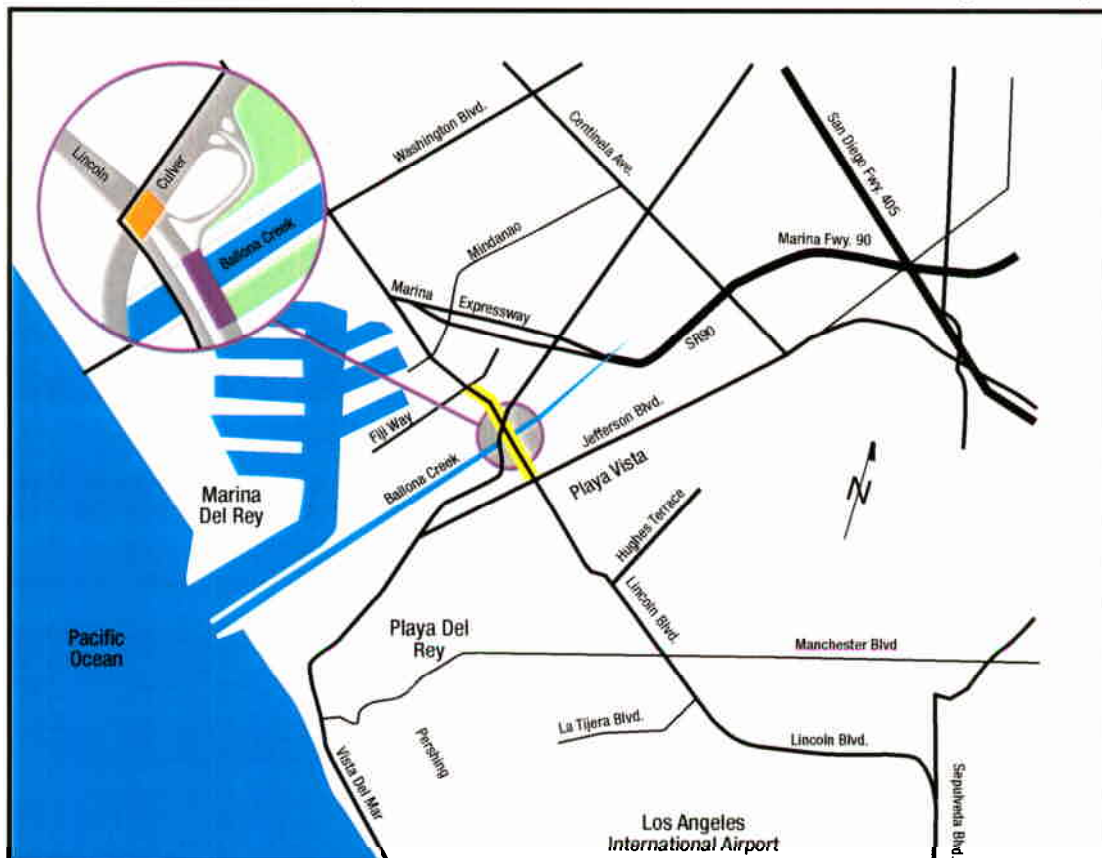 Lincoln
Culver
Ballona Creek
Washington Blvd.
Centinela Ave.
San Diego Fwy. 405
Mindanao
Marina Fwy. 90
Marina
Expressway
SR90
Fiji Way
Jefferson Blvd.
Ballona Creek
Playa Vista
Marina
Del Rey
N
Hughes Terrace
Lincoln Blvd.
Pacific
Ocean
Playa Del
Rey
Manchester Blvd
La Tijera Blvd.
Pershing
Lincoln Blvd.
Vista Del Mar
Sepulveda Blvd.
Los Angeles
International Airport